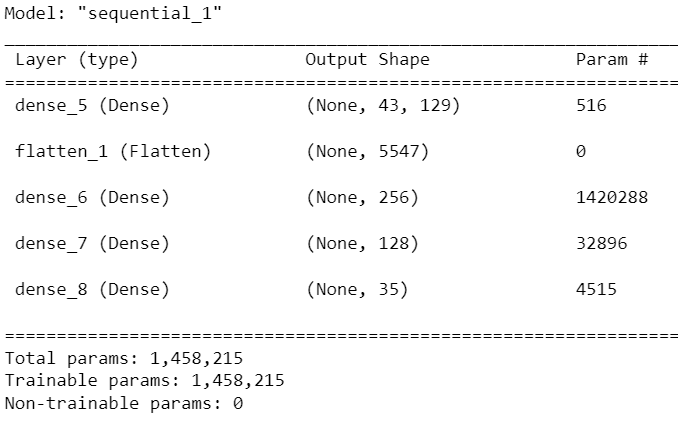 Model: "sequential_1"
_________________________________________________________________
Layer (type) Output Shape Param #
=================================================================
dense_5 (Dense) (None, 43, 129) 516
flatten_1 (Flatten) (None, 5547) 0
dense_6 (Dense) (None, 256) 1420288
dense_7 (Dense) (None, 128) 32896
dense_8 (Dense) (None, 35) 4515
=================================================================
Total params: 1,458,215
Trainable params: 1,458,215
Non-trainable params: 0